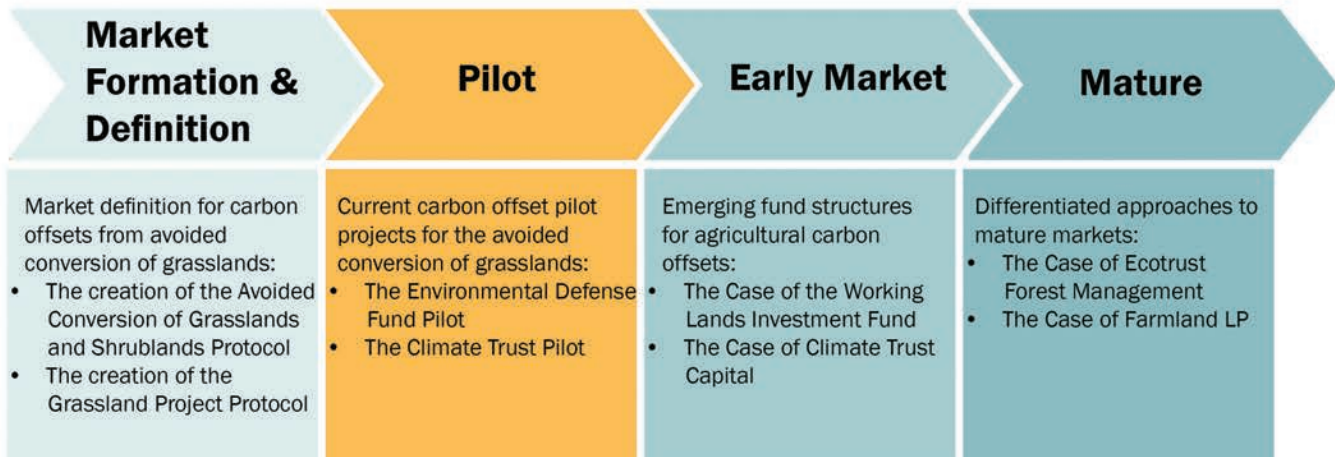 Market
Formation &
Definition
Pilot
Early Market
Mature
Market definition for carbon
offsets from avoided
conversion of grasslands:
• The creation of the Avoided
Conversion of Grasslands
and Shrublands Protocol
• The creation of the
Grassland Project Protocol
Current carbon offset pilot
projects for the avoided
conversion of grasslands:
• The Environmental Defense
Fund Pilot
• The Climate Trust Pilot
Emerging fund structures
for agricultural carbon
offsets:
• The Case of the Working
Lands Investment Fund
• The Case of Climate Trust
Capital
Differentiated approaches to
mature markets:
• The Case of Ecotrust
Forest Management
• The Case of Farmland LP